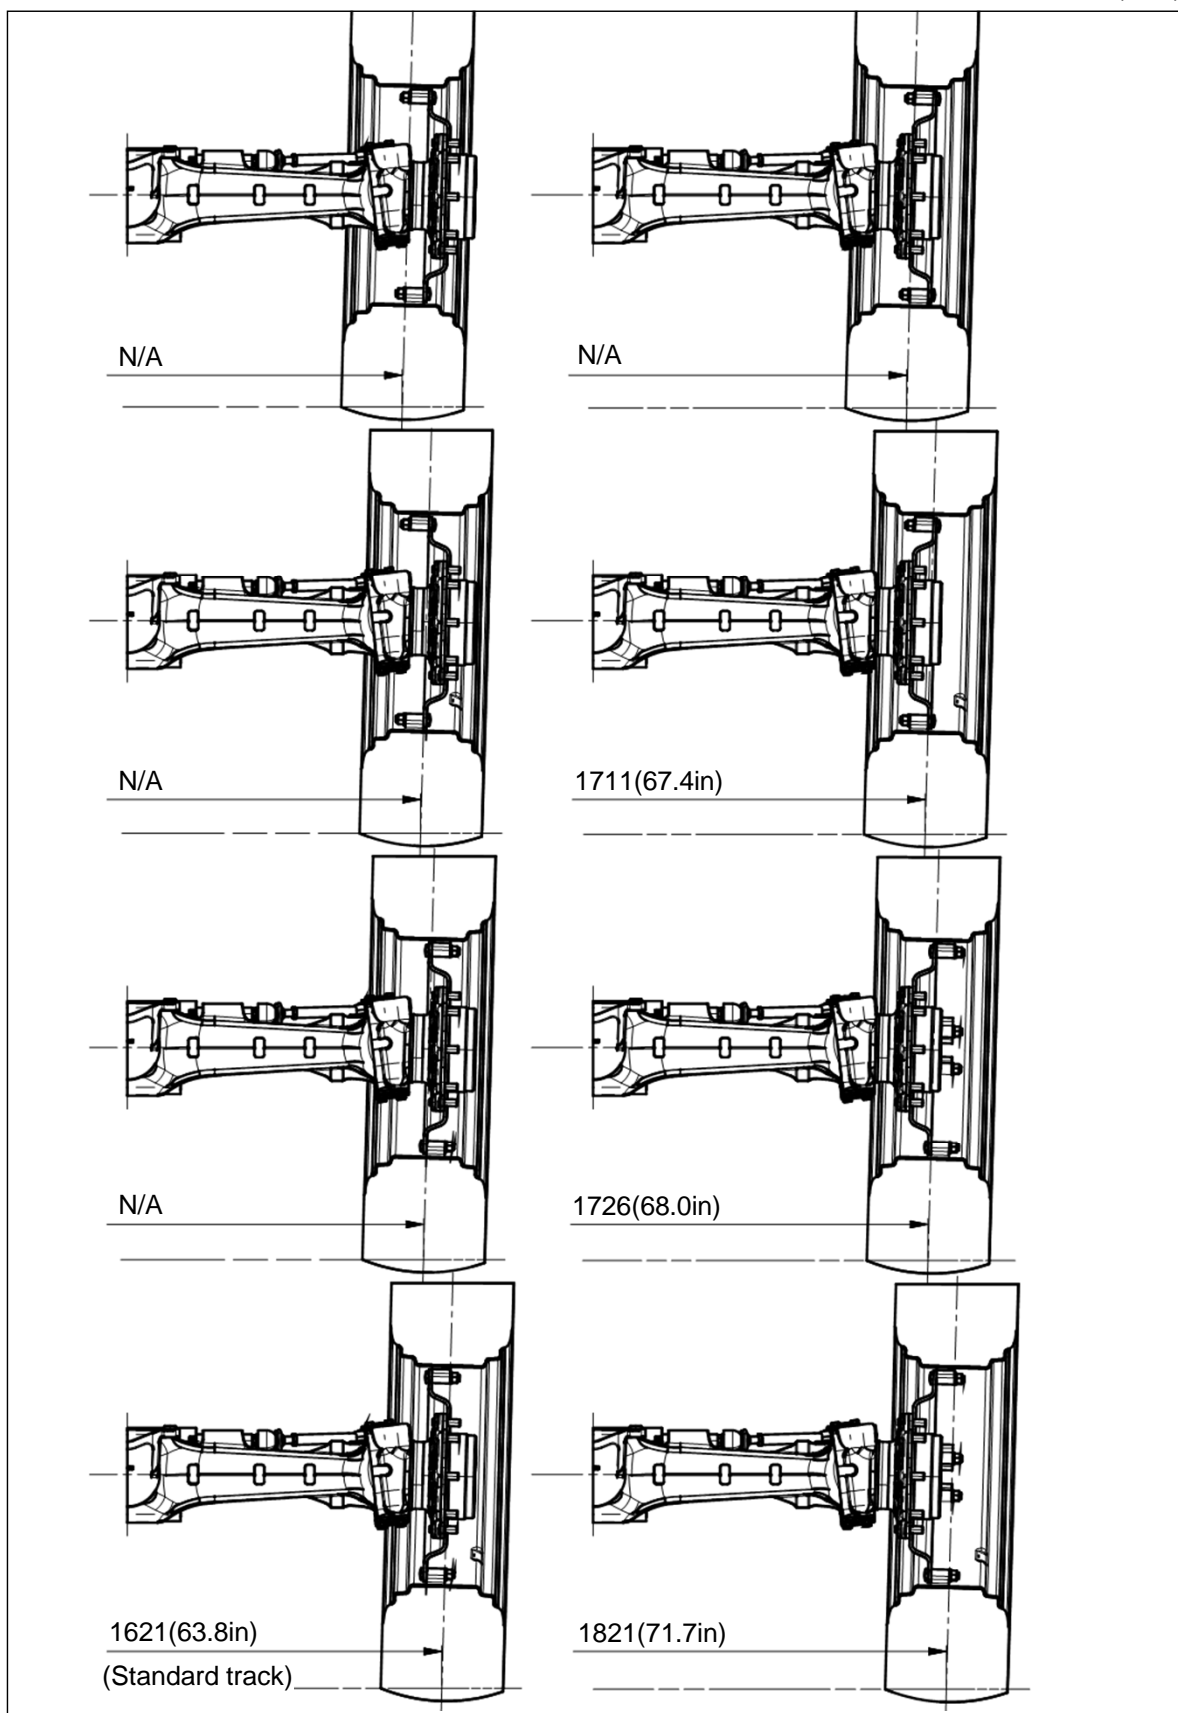 N/A
N/A
N/A
1711(67.4in)
N/A
1726(68.0in)
1621(63.8in)
(Standard track)
1821(71.7in)